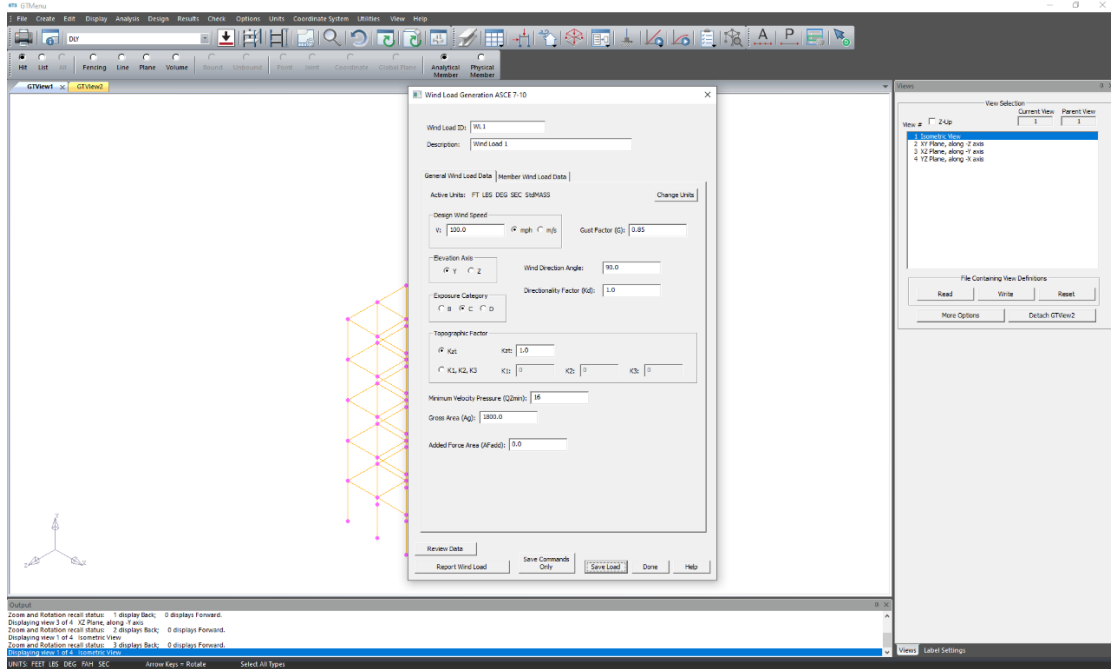 GTMenu
File Create Edit Display Analysis Design Results Check Options Units Coordinate System Utilities View Help
DLY
Hit List All Fencing Line Plane Volume Bound Unbound Point Joint Coordinate Global Plane Analytical Member Physical Member
GTView1 x GTView2
Wind Load Generation ASCE 7-10
Wind Load ID: WL1
Description: Wind Load 1
General Wind Load Data Member Wind Load Data
Active Units: FT LBS DEG SEC StdMASS Change Units
Design Wind Speed
V: 100.0 mph m/s Gust Factor (G): 0.85
Elevation Axis
Y Z Wind Direction Angle: 90.0
Directionality Factor (Kd): 1.0
Exposure Category
B C D
Topographic Factor
Kzt Kzt: 1.0
K1, K2, K3 K1: 0 K2: 0 K3: 0
Minimum Velocity Pressure (QZmin): 16
Gross Area (Ag): 1800.0
Added Force Area (AFadd): 0.0
Review Data
Report Wind Load Save Commands Only Save Load Done Help
Views
View Selection
Current View Parent View
View # Z-Up 1 1
1 Isometric View
2 XY Plane, along -Z axis
3 XZ Plane, along -Y axis
4 YZ Plane, along -X axis
File Containing View Definitions
Read Write Reset
More Options Detach GTView2
Output
Zoom and Rotation recall status: 1 display Back; 0 displays Forward.
Displaying view 3 of 4 XZ Plane, along -Y axis
Zoom and Rotation recall status: 2 displays Back; 0 displays Forward.
Displaying view 1 of 4 Isometric View
Zoom and Rotation recall status: 3 displays Back; 0 displays Forward.
Displaying view 1 of 4 Isometric View
Views Label Settings
UNITS: FEET LBS DEG FAH SEC Arrow Keys = Rotate Select All Types